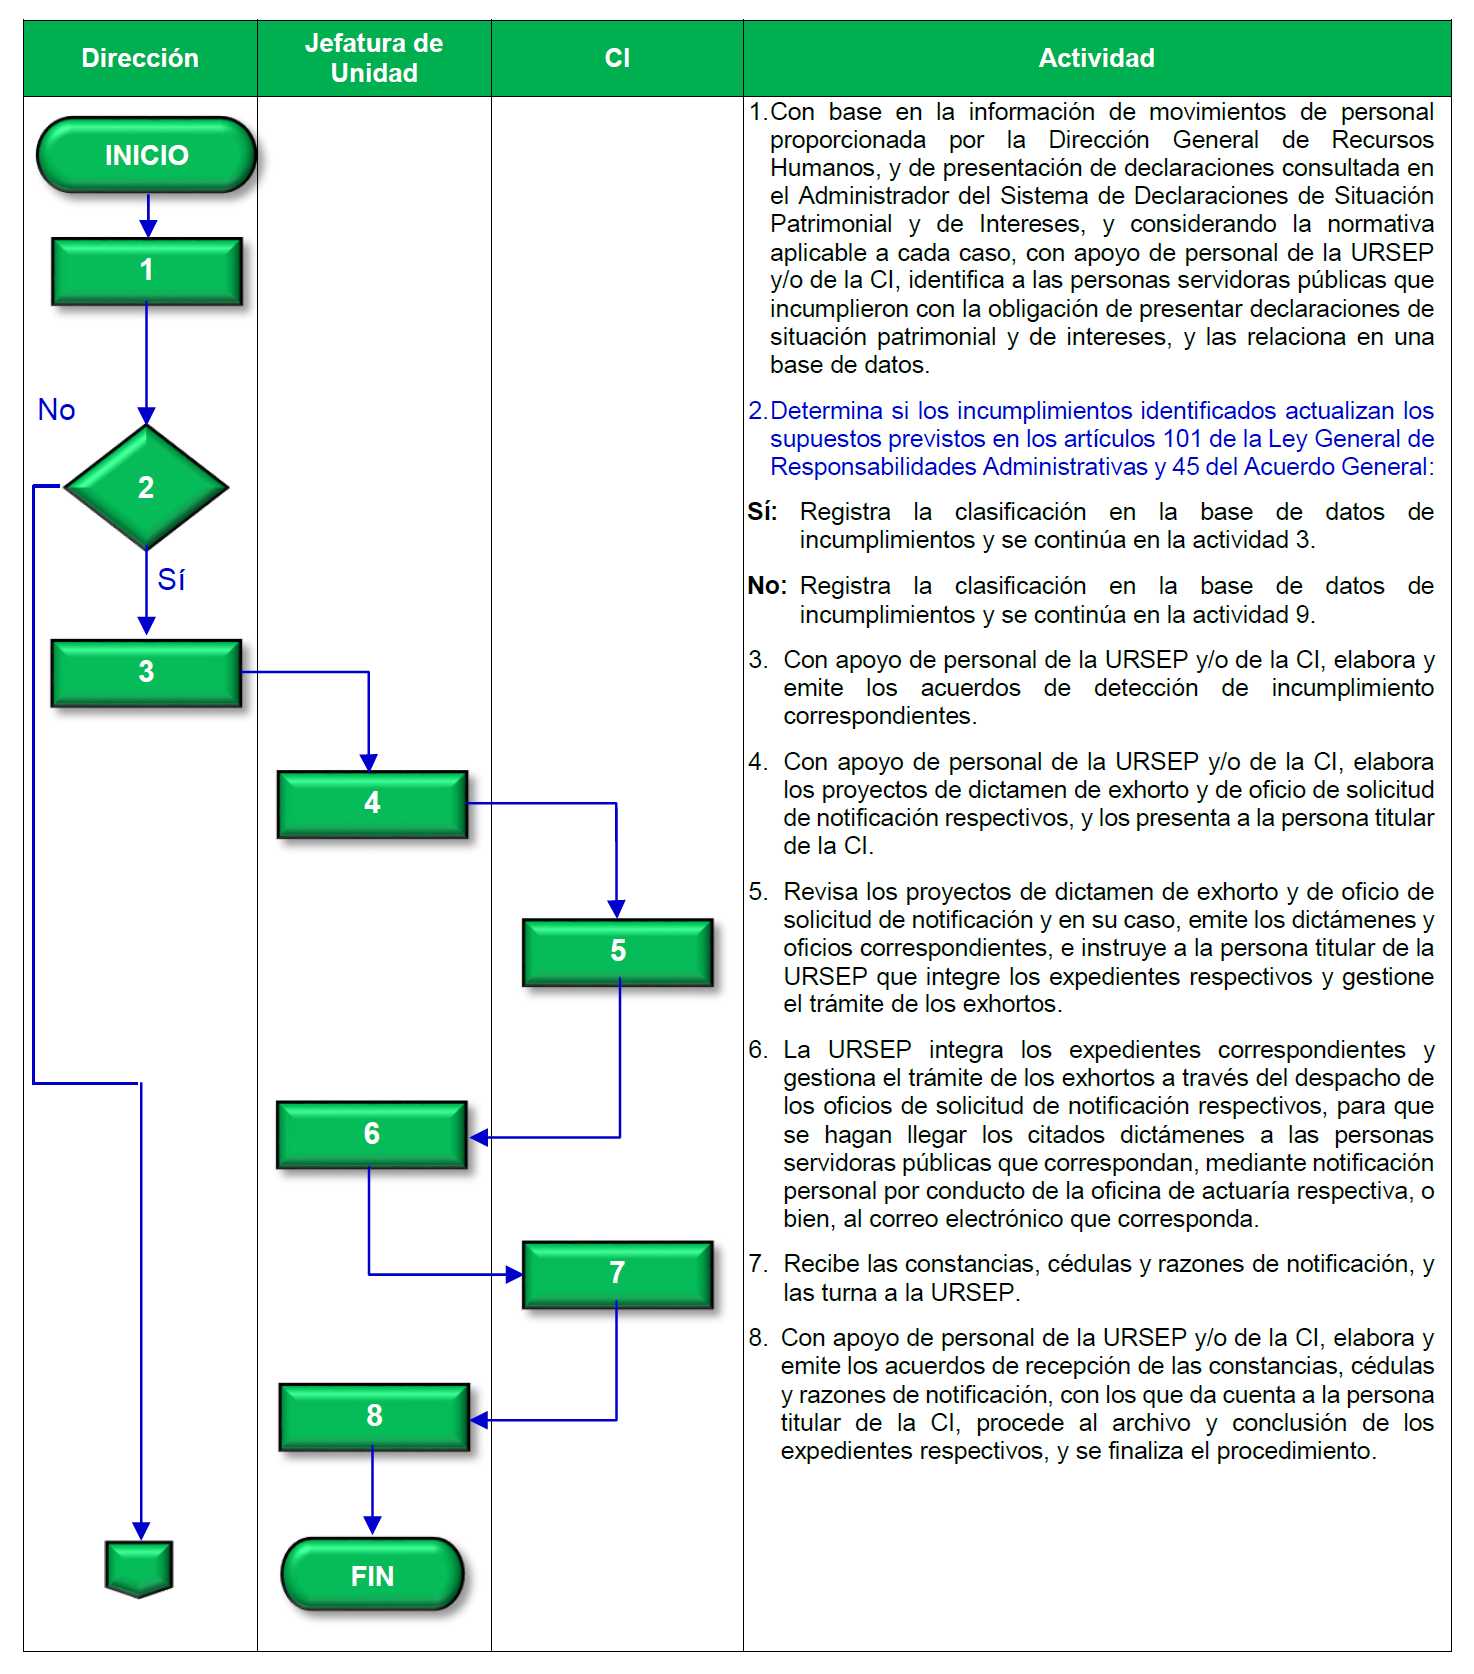 Dirección
Jefatura de
Unidad
CI
Actividad
INICIO
1
No
2
Sí
3
4
5
6
7
8
FIN
1. Con base en la información de movimientos de personal
proporcionada por la Dirección General de Recursos
Humanos, y de presentación de declaraciones consultada en
el Administrador del Sistema de Declaraciones de Situación
Patrimonial y de Intereses, y considerando la normativa
aplicable a cada caso, con apoyo de personal de la URSEP
y/o de la CI, identifica a las personas servidoras públicas que
incumplieron con la obligación de presentar declaraciones de
situación patrimonial y de intereses, y las relaciona en una
base de datos.
2. Determina si los incumplimientos identificados actualizan los
supuestos previstos en los artículos 101 de la Ley General de
Responsabilidades Administrativas y 45 del Acuerdo General:
Sí: Registra la clasificación en la base de datos de
incumplimientos y se continúa en la actividad 3.
No: Registra la clasificación en la base de datos de
incumplimientos y se continúa en la actividad 9.
3. Con apoyo de personal de la URSEP y/o de la CI, elabora y
emite los acuerdos de detección de incumplimiento
correspondientes.
4. Con apoyo de personal de la URSEP y/o de la CI, elabora
los proyectos de dictamen de exhorto y de oficio de solicitud
de notificación respectivos, y los presenta a la persona titular
de la CI.
5. Revisa los proyectos de dictamen de exhorto y de oficio de
solicitud de notificación y en su caso, emite los dictámenes y
oficios correspondientes, e instruye a la persona titular de la
URSEP que integre los expedientes respectivos y gestione
el trámite de los exhortos.
6. La URSEP integra los expedientes correspondientes y
gestiona el trámite de los exhortos a través del despacho de
los oficios de solicitud de notificación respectivos, para que
se hagan llegar los citados dictámenes a las personas
servidoras públicas que correspondan, mediante notificación
personal por conducto de la oficina de actuaría respectiva, o
bien, al correo electrónico que corresponda.
7. Recibe las constancias, cédulas y razones de notificación, y
las turna a la URSEP.
8. Con apoyo de personal de la URSEP y/o de la CI, elabora y
emite los acuerdos de recepción de las constancias, cédulas
y razones de notificación, con los que da cuenta a la persona
titular de la CI, procede al archivo y conclusión de los
expedientes respectivos, y se finaliza el procedimiento.